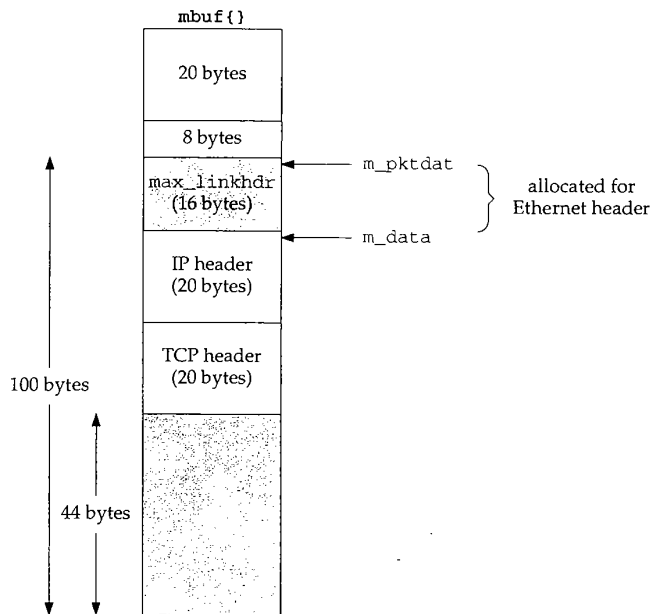 mbuf{}
20 bytes
8 bytes
m_pktdat
max_linkhdr
(16 bytes)
allocated for
Ethernet header
m_data
IP header
(20 bytes)
TCP header
(20 bytes)
100 bytes
44 bytes